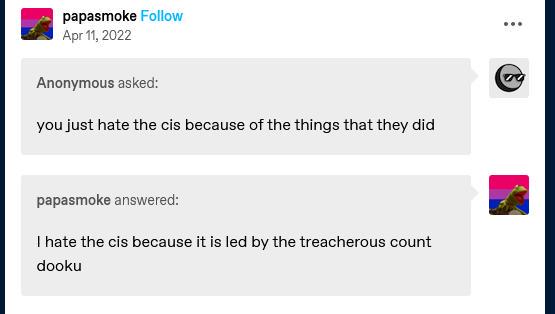 papasmoke Follow
Apr 11, 2022
Anonymous asked:
you just hate the cis because of the things that they did
papasmoke answered:
I hate the cis because it is led by the treacherous count
dooku